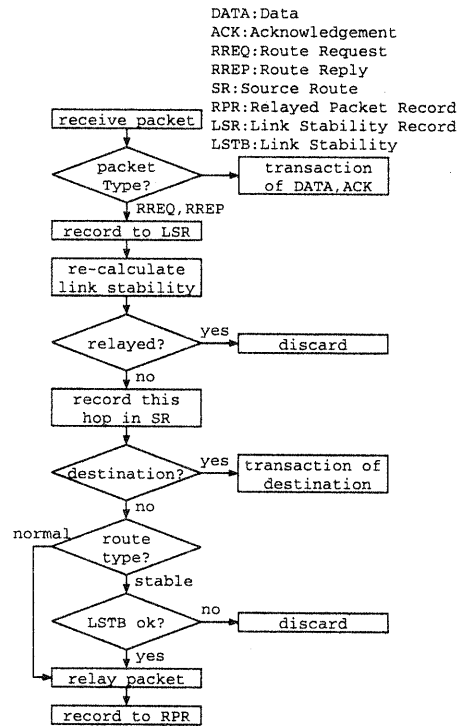 DATA:Data
ACK:Acknowledgement
RREQ:Route Request
RREP:Route Reply
SR:Source Route
RPR:Relayed Packet Record
LSR:Link Stability Record
LSTB:Link Stability
receive packet
packet
Type?
transaction
of DATA,ACK
RREQ,RREP
record to LSR
re-calculate
link stability
relayed?
yes
discard
no
record this
hop in SR
destination?
yes
transaction of
destination
no
normal
route
type?
stable
LSTB ok?
no
discard
yes
relay packet
record to RPR